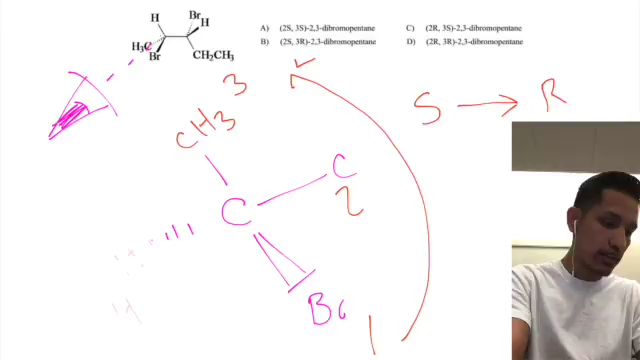 H Br
H
H₃C
Br CH₂CH₃
A) (2S, 3S)-2,3-dibromopentane
B) (2S, 3R)-2,3-dibromopentane
C) (2R, 3S)-2,3-dibromopentane
D) (2R, 3R)-2,3-dibromopentane
3
CH3
S → R
C
C
2
H
Br
1